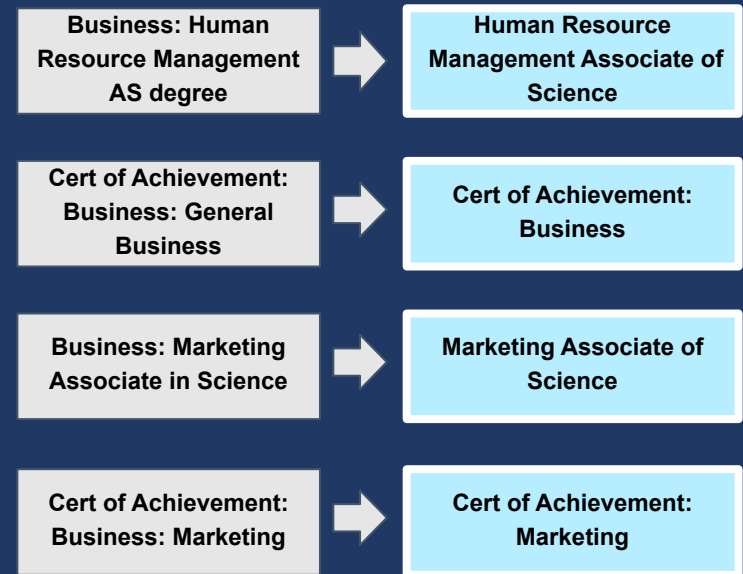 Business: Human
Resource Management
AS degree
Human Resource
Management Associate of
Science
Cert of Achievement:
Business: General
Business
Cert of Achievement:
Business
Business: Marketing
Associate in Science
Marketing Associate of
Science
Cert of Achievement:
Business: Marketing
Cert of Achievement:
Marketing